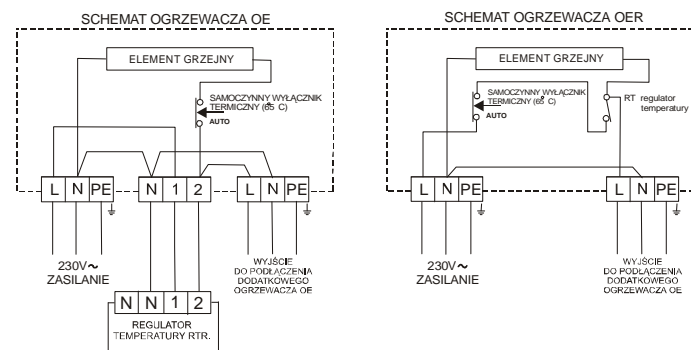 SCHEMAT OGRZEWACZA OE
ELEMENT GRZEJNY
SAMOCZYNNY WYŁĄCZNIK
TERMICZNY (65° C)
AUTO
L N PE
N 1 2
L N PE
230V~
ZASILANIE
WYJŚCIE
DO PODŁĄCZENIA
DODATKOWEGO
OGRZEWACZA OE
N N 1 2
REGULATOR
TEMPERATURY RTR.
SCHEMAT OGRZEWACZA OER
ELEMENT GRZEJNY
SAMOCZYNNY WYŁĄCZNIK
TERMICZNY (65° C)
AUTO
RT regulator
temperatury
L N PE
L N PE
230V~
ZASILANIE
WYJŚCIE
DO PODŁĄCZENIA
DODATKOWEGO
OGRZEWACZA OE